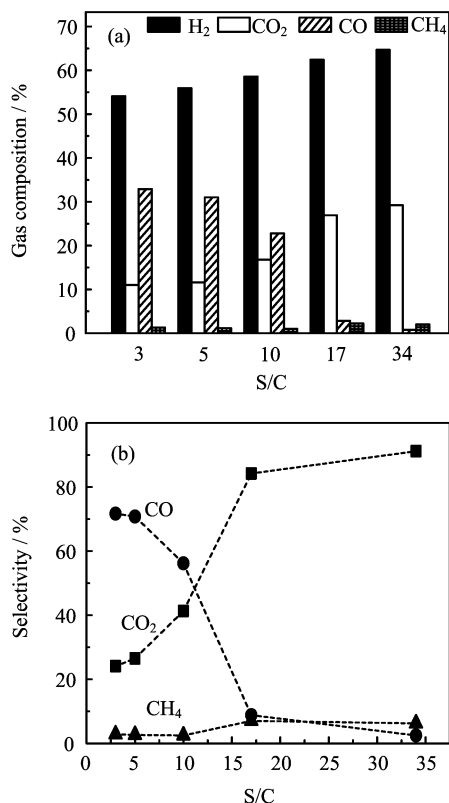 (a) H2 CO2 CO CH4
70
60
50
40
30
20
10
0
Gas composition / %
3 5 10 17 34
S/C
(b)
100
80
60
40
20
0
Selectivity / %
CO
CO2
CH4
0 5 10 15 20 25 30 35
S/C